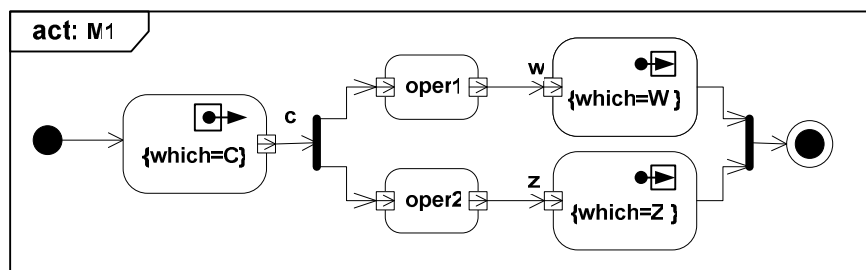 act: M1
c
{which=C}
oper1
w
{which=W}
oper2
z
{which=Z}